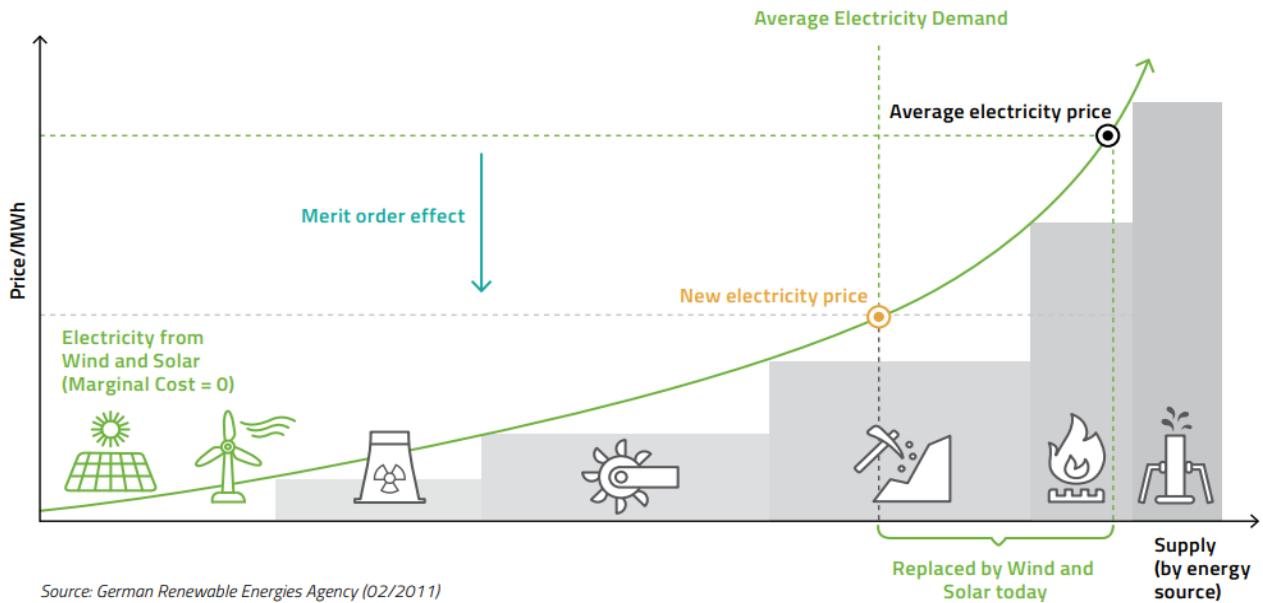 Average Electricity Demand
Average electricity price
Price/MWh
Merit order effect
New electricity price
Electricity from
Wind and Solar
(Marginal Cost = 0)
Replaced by Wind and
Solar today
Supply
(by energy
source)
Source: German Renewable Energies Agency (02/2011)